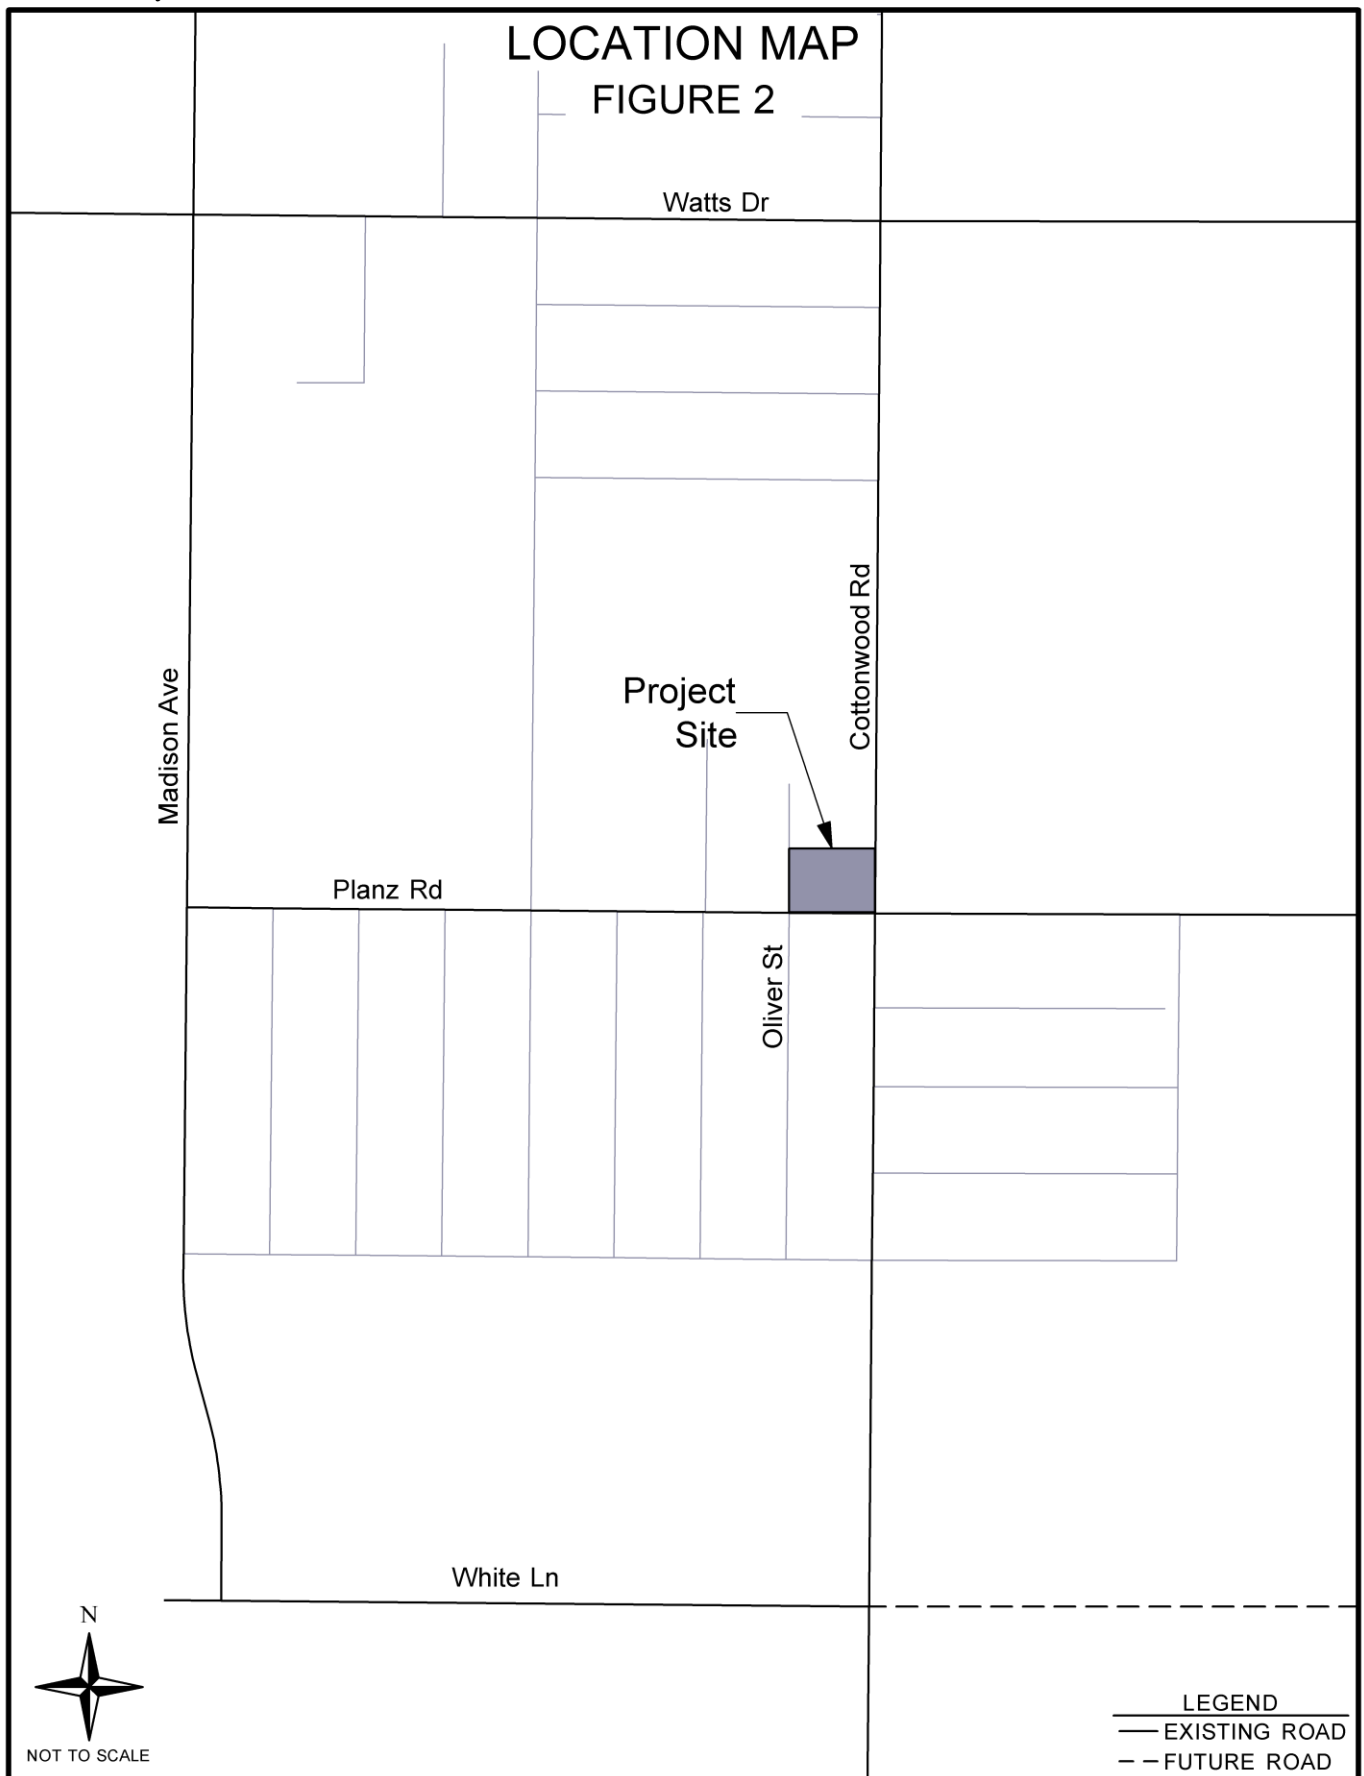 LOCATION MAP
FIGURE 2
Watts Dr
Cottonwood Rd
Madison Ave
Project
Site
Planz Rd
Oliver St
White Ln
N
NOT TO SCALE
LEGEND
EXISTING ROAD
FUTURE ROAD